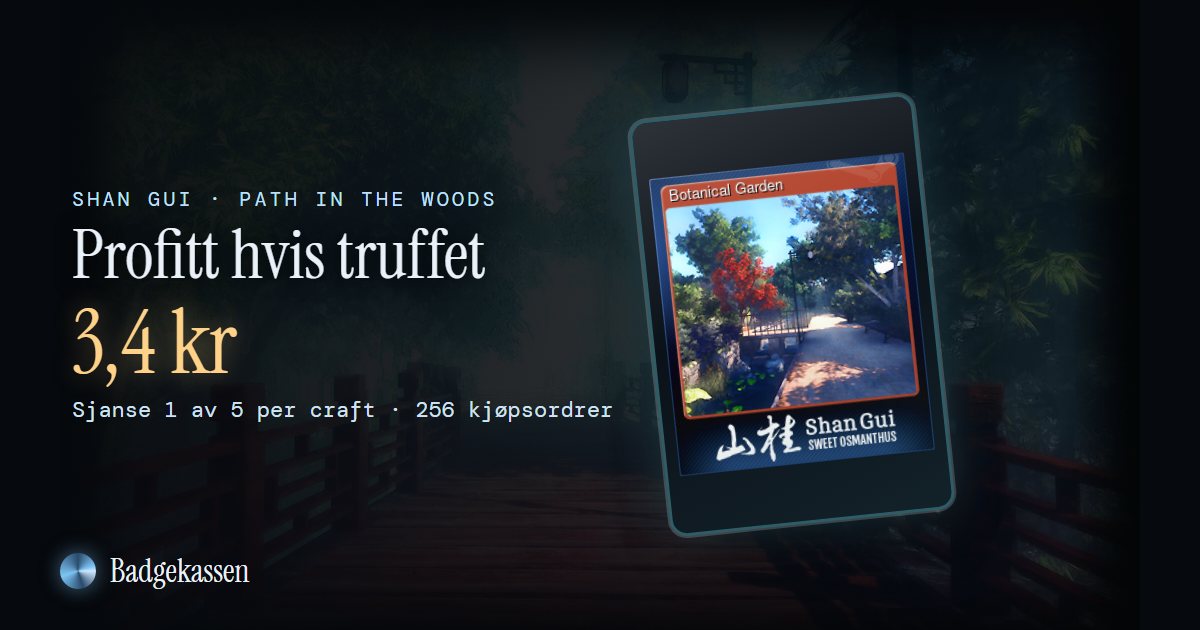 SHAN GUI · PATH IN THE WOODS
Profitt hvis truffet
3,4 kr
Sjanse 1 av 5 per craft · 256 kjøpsordrer
Botanical Garden
山桂 Shan Gui
SWEET OSMANTHUS
Badgekassen